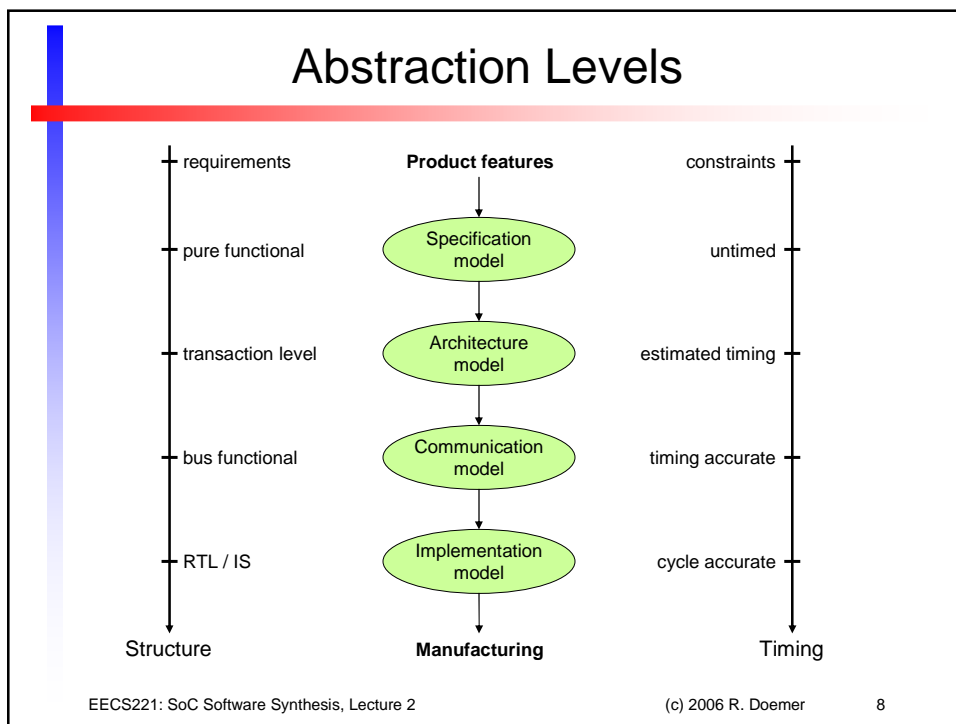 Abstraction Levels
requirements
Product features
constraints
pure functional
Specification
model
untimed
transaction level
Architecture
model
estimated timing
bus functional
Communication
model
timing accurate
RTL / IS
Implementation
model
cycle accurate
Structure
Manufacturing
Timing
EECS221: SoC Software Synthesis, Lecture 2
(c) 2006 R. Doemer
8